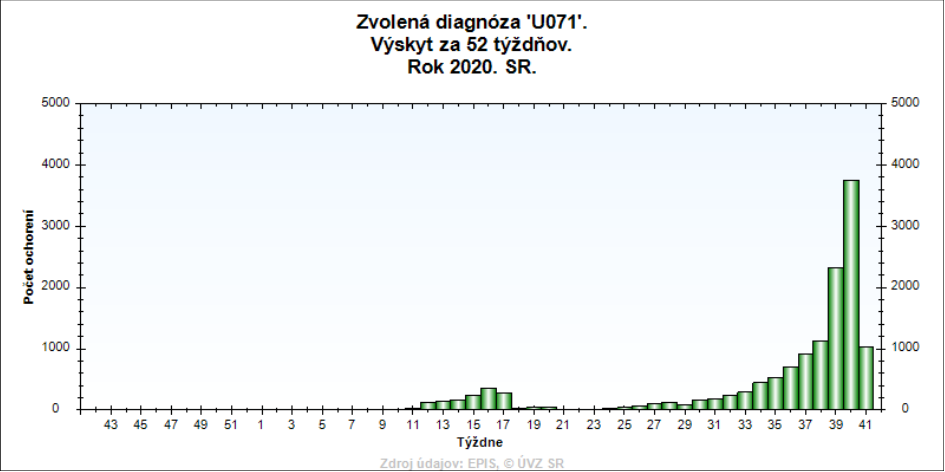 Zvolená diagnóza 'U071'.
Výskyt za 52 týždňov.
Rok 2020. SR.
5000 5000
4000 4000
3000 3000
2000 2000
1000 1000
0 0
Počet ochorení
43 45 47 49 51 1 3 5 7 9 11 13 15 17 19 21 23 25 27 29 31 33 35 37 39 41
Týždne
Zdroj údajov: EPIS, © ÚVZ SR